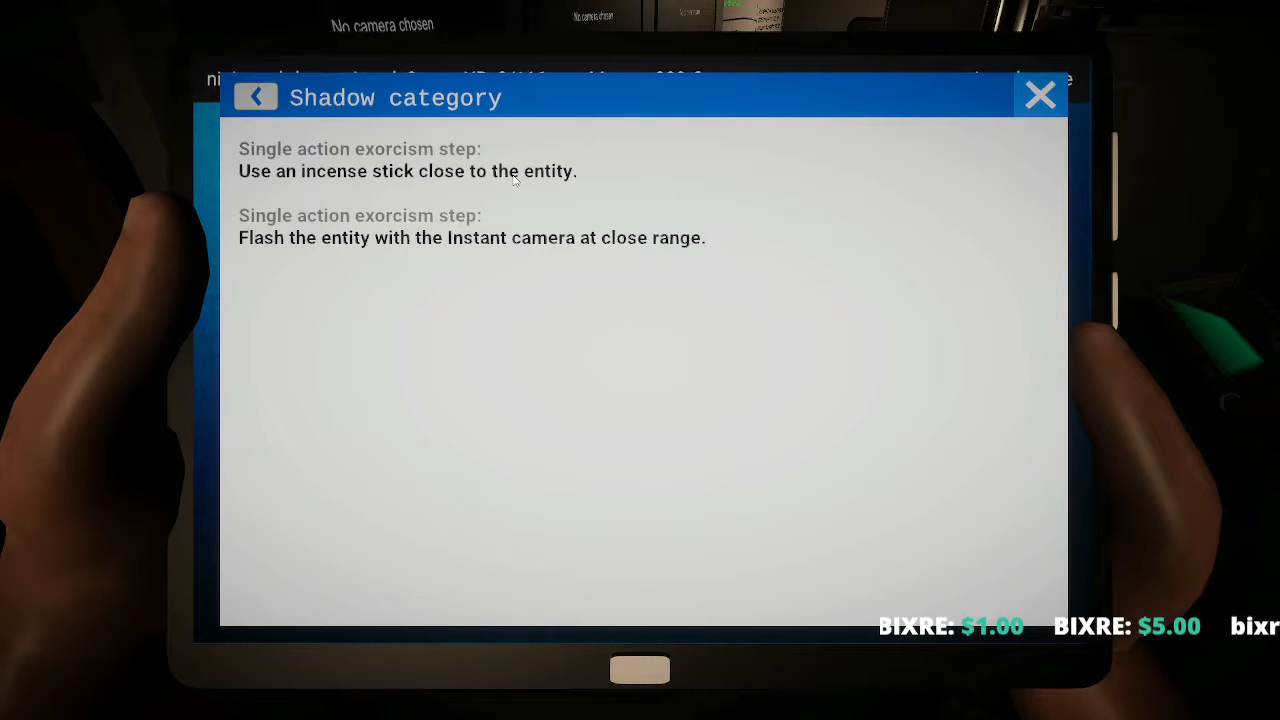 No camera chosen
No camera chosen
Shadow category
Single action exorcism step:
Use an incense stick close to the entity.
Single action exorcism step:
Flash the entity with the Instant camera at close range.
BIXRE: $1.00 BIXRE: $5.00 bixr